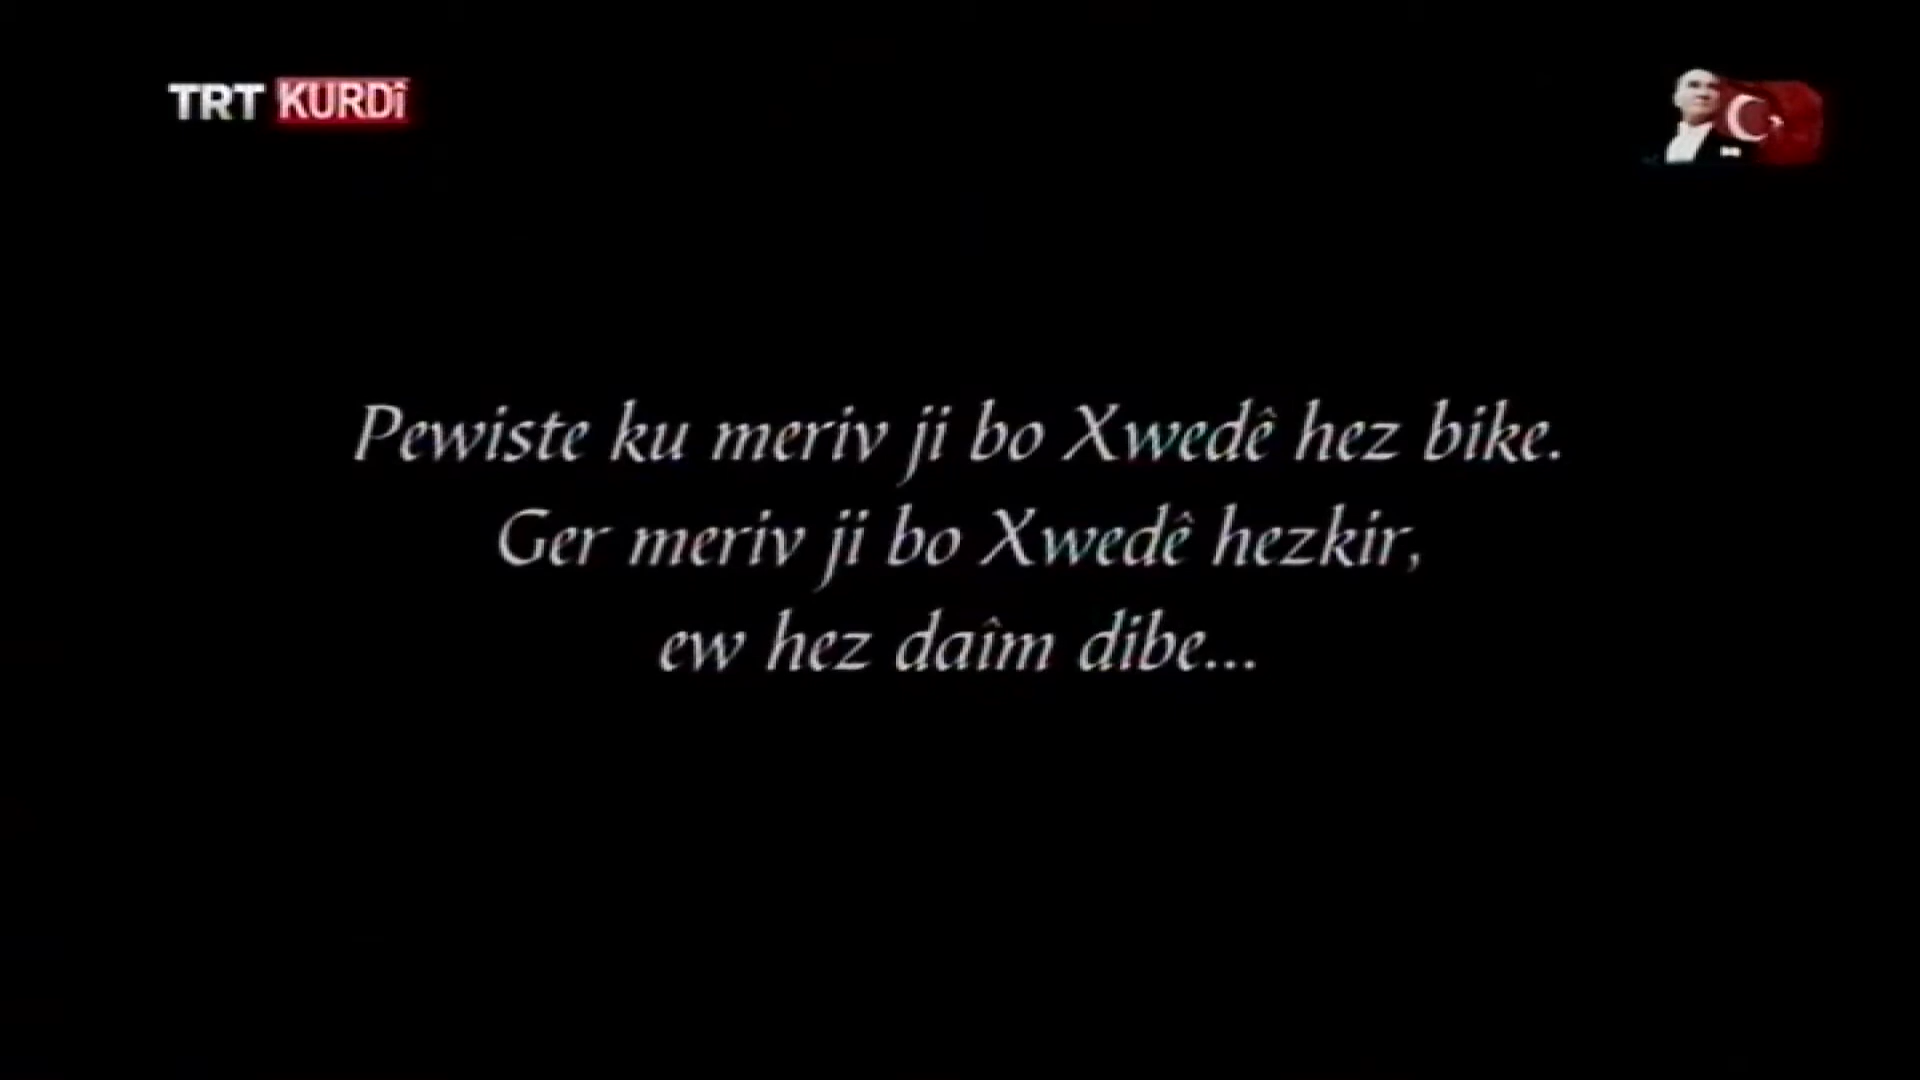 TRT KURDî
Pewiste ku meriv ji bo Xwedê hez bike.
Ger meriv ji bo Xwedê hezkir,
ew hez daîm dibe...